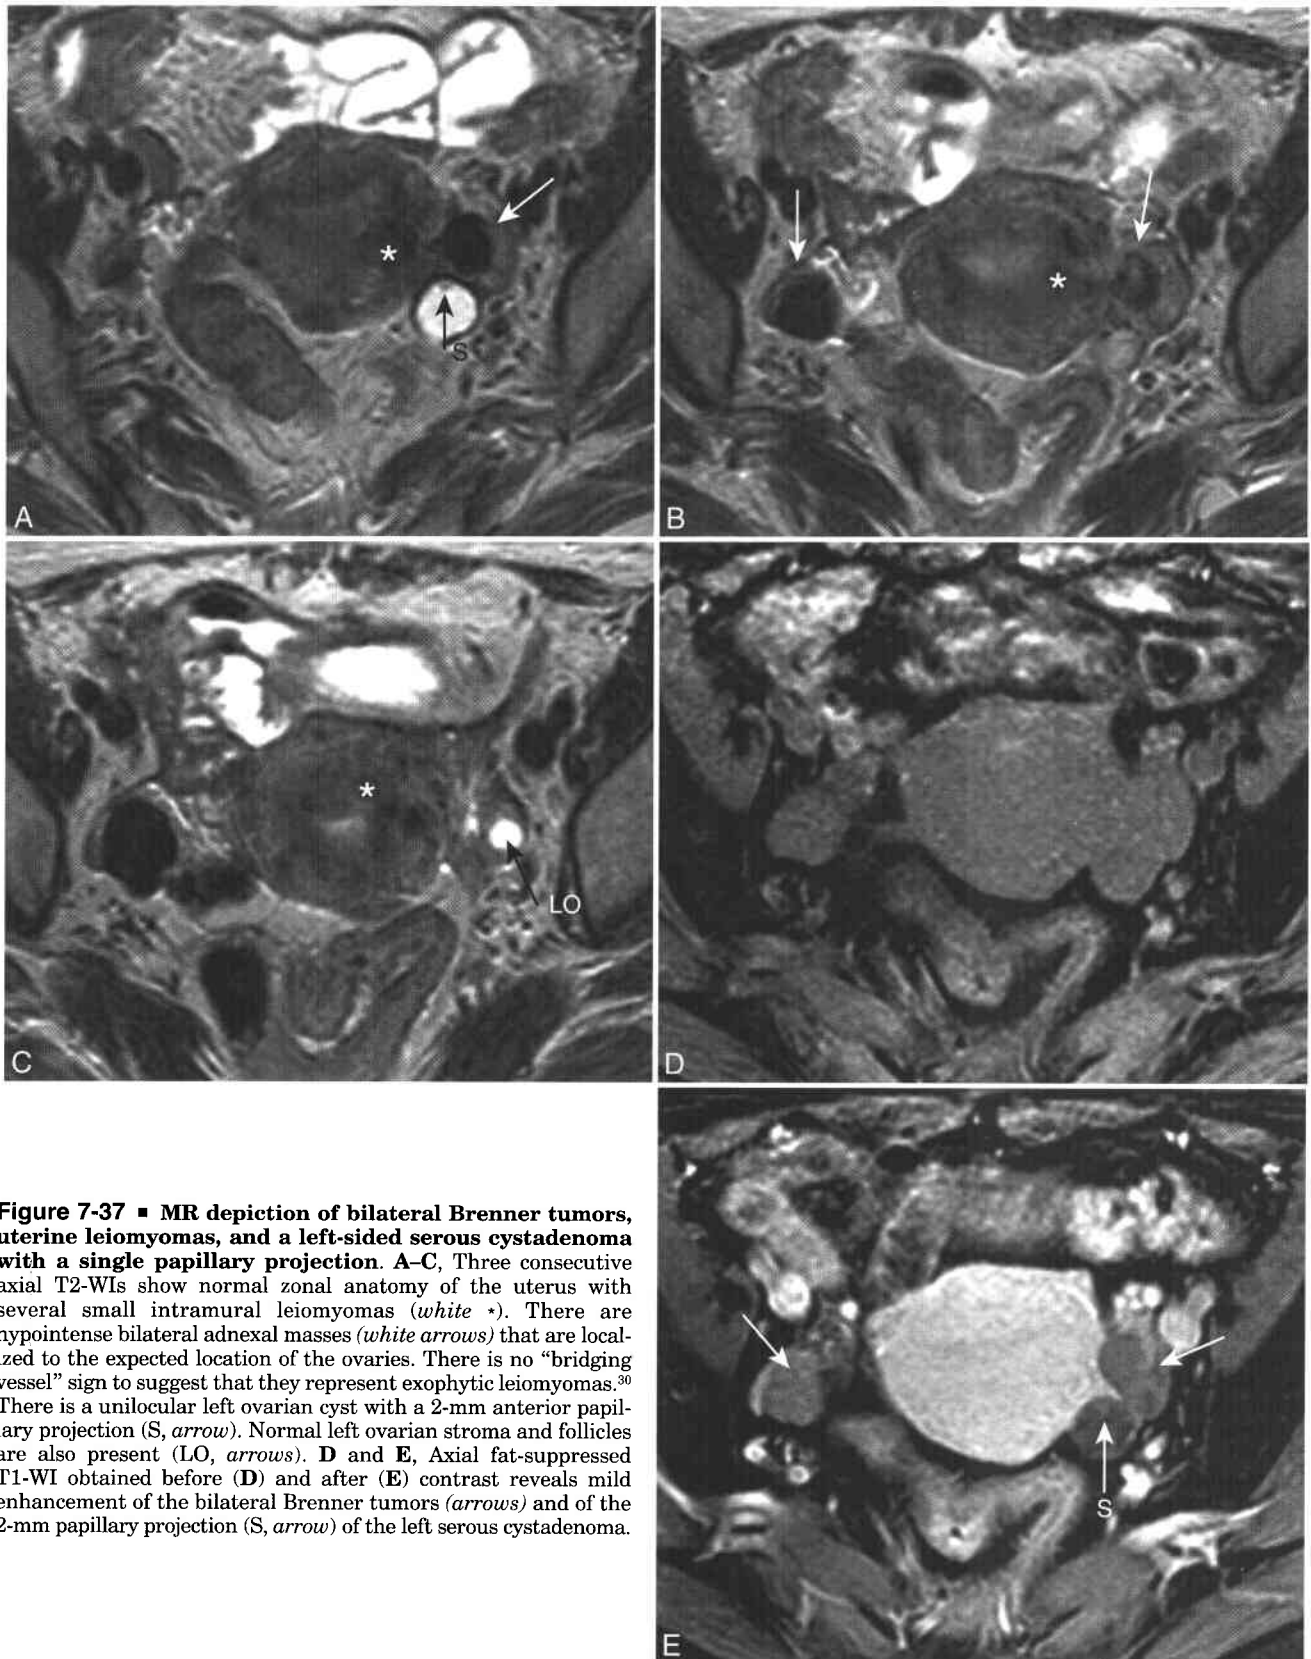 A
S
*
B
*
C
*
LO
D
E
S
Figure 7-37 ■ MR depiction of bilateral Brenner tumors,
uterine leiomyomas, and a left-sided serous cystadenoma
with a single papillary projection. A–C, Three consecutive
axial T2-WIs show normal zonal anatomy of the uterus with
several small intramural leiomyomas (white *). There are
hypointense bilateral adnexal masses (white arrows) that are local-
ized to the expected location of the ovaries. There is no “bridging
vessel” sign to suggest that they represent exophytic leiomyomas.30
There is a unilocular left ovarian cyst with a 2-mm anterior papil-
lary projection (S, arrow). Normal left ovarian stroma and follicles
are also present (LO, arrows). D and E, Axial fat-suppressed
T1-WI obtained before (D) and after (E) contrast reveals mild
enhancement of the bilateral Brenner tumors (arrows) and of the
2-mm papillary projection (S, arrow) of the left serous cystadenoma.